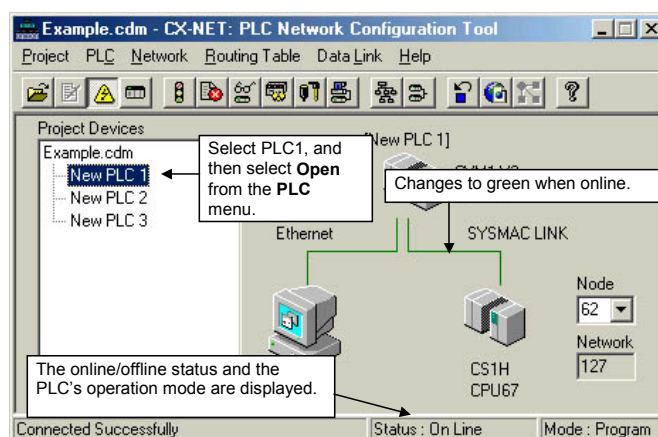 Example.cdm - CX-NET: PLC Network Configuration Tool
Project PLC Network Routing Table Data Link Help
Project Devices
Example.cdm
New PLC 1
New PLC 2
New PLC 3
Select PLC1, and
then select Open
from the PLC
menu.
New PLC 1]
Changes to green when online.
Ethernet
SYSMAC LINK
Node
62
Network
127
CS1H
CPU67
The online/offline status and the
PLC's operation mode are displayed.
Connected Successfully
Status : On Line
Mode : Program